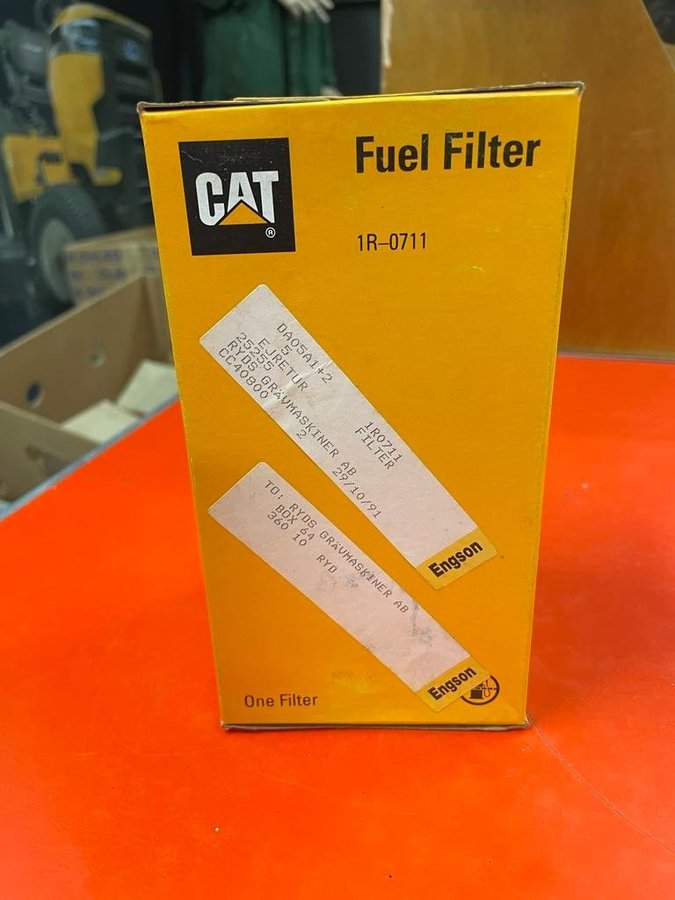 CAT
®
Fuel Filter
1R–0711
DA05A1+2
5
EJRETUR 1R0711
25255 FILTER
RYDS GRÄVMASKINER AB
CC40800 2 29/10/91
Engson
TO: RYDS GRÄVMASKINER AB
BOX 64
360 10 RYD
Engson
One Filter